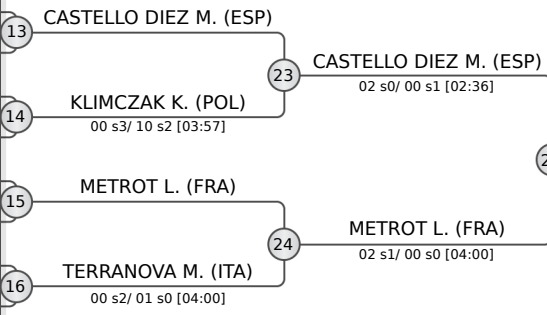 13
CASTELLO DIEZ M. (ESP)
23
CASTELLO DIEZ M. (ESP)
02 s0/ 00 s1 [02:36]
14
KLIMCZAK K. (POL)
00 s3/ 10 s2 [03:57]
15
METROT L. (FRA)
24
METROT L. (FRA)
02 s1/ 00 s0 [04:00]
16
TERRANOVA M. (ITA)
00 s2/ 01 s0 [04:00]